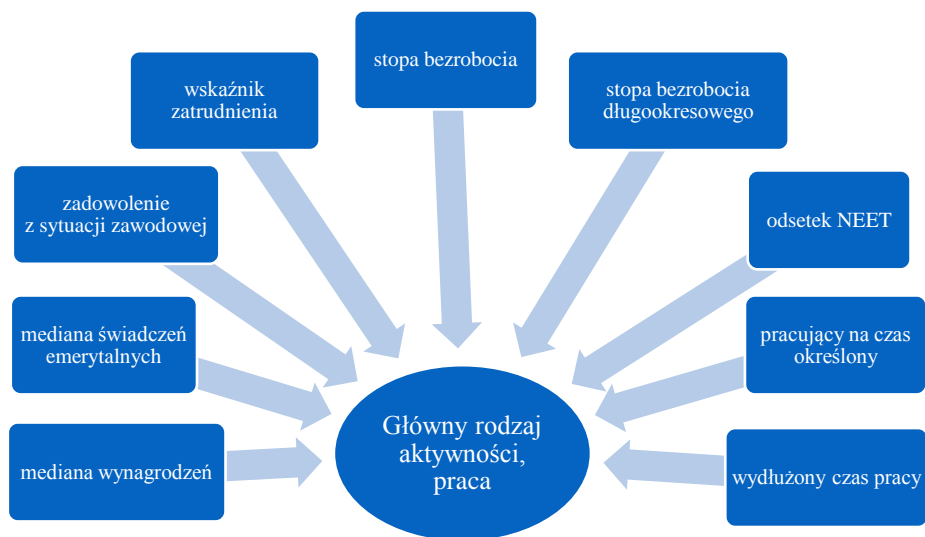 stopa bezrobocia
wskaźnik
zatrudnienia
stopa bezrobocia
długookresowego
zadowolenie
z sytuacji zawodowej
odsetek NEET
mediana świadczeń
emerytalnych
pracujący na czas
określony
mediana wynagrodzeń
wydłużony czas pracy
Główny rodzaj
aktywności,
praca